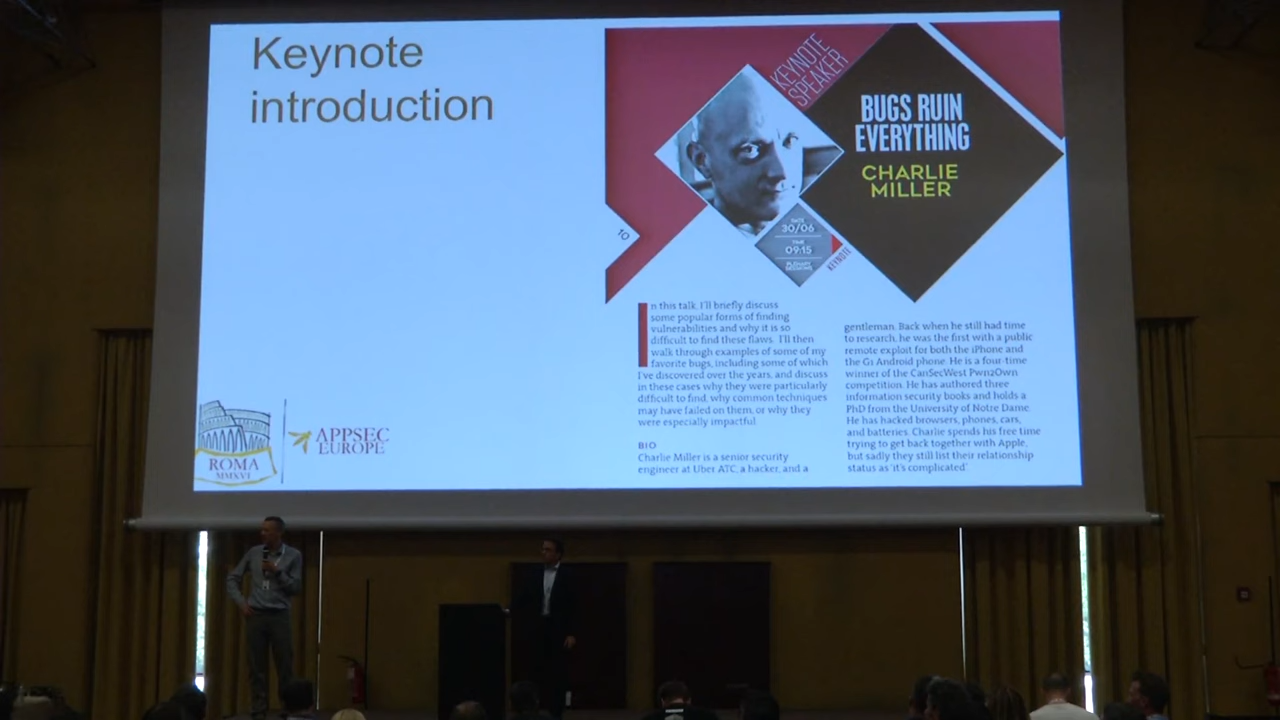 Keynote
introduction
KEYNOTE
SPEAKER
BUGS RUIN
EVERYTHING
CHARLIE
MILLER
DATE
30/06
TIME
09:15
PLENARY
SESSIONS
KEYNOTE
10
In this talk, I'll briefly discuss
some popular forms of finding
vulnerabilities and why it is so
difficult to find these flaws. I'll then
walk through examples of some of my
favorite bugs, including some of which
I've discovered over the years, and discuss
in these cases why they were particularly
difficult to find, why common techniques
may have failed on them, or why they
were especially impactful.
BIO
Charlie Miller is a senior security
engineer at Uber ATC, a hacker, and a
gentleman. Back when he still had time
to research, he was the first with a public
remote exploit for both the iPhone and
the G1 Android phone. He is a four-time
winner of the CanSecWest Pwn2Own
competition. He has authored three
information security books and holds a
PhD from the University of Notre Dame.
He has hacked browsers, phones, cars,
and batteries. Charlie spends his free time
trying to get back together with Apple,
but sadly they still list their relationship
status as 'it's complicated'.
ROMA
MMXVI
APPSEC
EUROPE